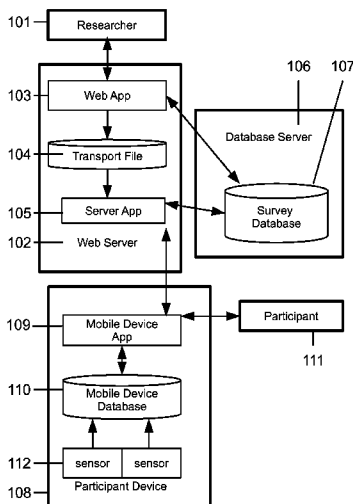 101
Researcher
103
Web App
106
107
Database Server
104
Transport File
105
Server App
Survey
Database
102
Web Server
109
Mobile Device
App
Participant
111
110
Mobile Device
Database
112
sensor
sensor
Participant Device
108